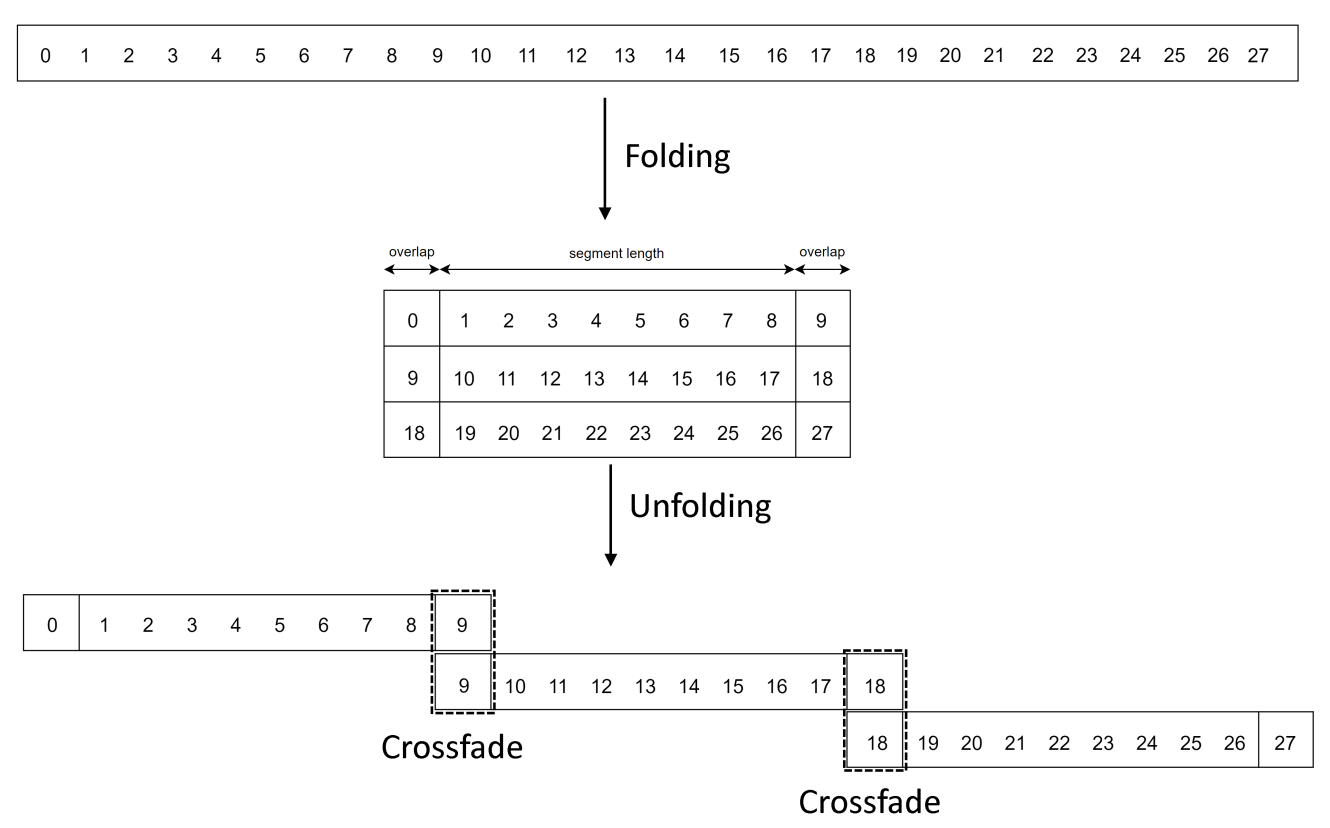 0 1 2 3 4 5 6 7 8 9 10 11 12 13 14 15 16 17 18 19 20 21 22 23 24 25 26 27
Folding
overlap segment length overlap
0 1 2 3 4 5 6 7 8 9
9 10 11 12 13 14 15 16 17 18
18 19 20 21 22 23 24 25 26 27
Unfolding
0 1 2 3 4 5 6 7 8 9
9 10 11 12 13 14 15 16 17 18
Crossfade
18 19 20 21 22 23 24 25 26 27
Crossfade